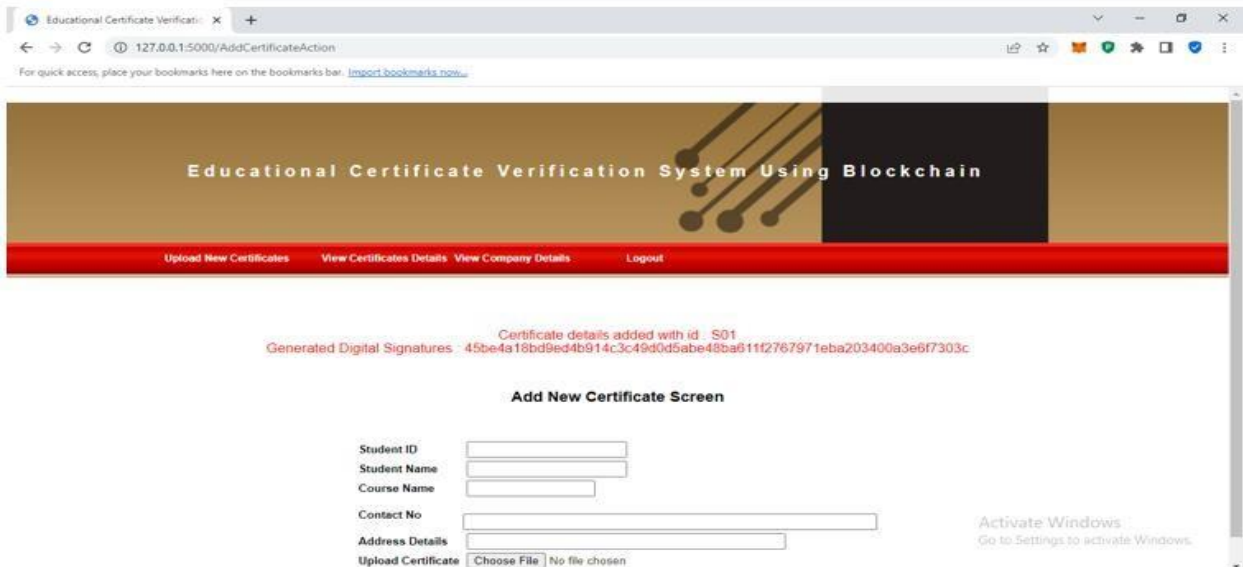 Educational Certificate Verificati
127.0.0.1:5000/AddCertificateAction
For quick access, place your bookmarks here on the bookmarks bar. Import bookmarks now...
Educational Certificate Verification System Using Blockchain
Upload New Certificates View Certificates Details View Company Details Logout
Certificate details added with id : S01
Generated Digital Signatures : 45be4a18bd9ed4b914c3c49d0d5abe48ba611f2767971eba203400a3e6f7303c
Add New Certificate Screen
Student ID
Student Name
Course Name
Contact No
Address Details
Upload Certificate Choose File No file chosen
Activate Windows
Go to Settings to activate Windows.